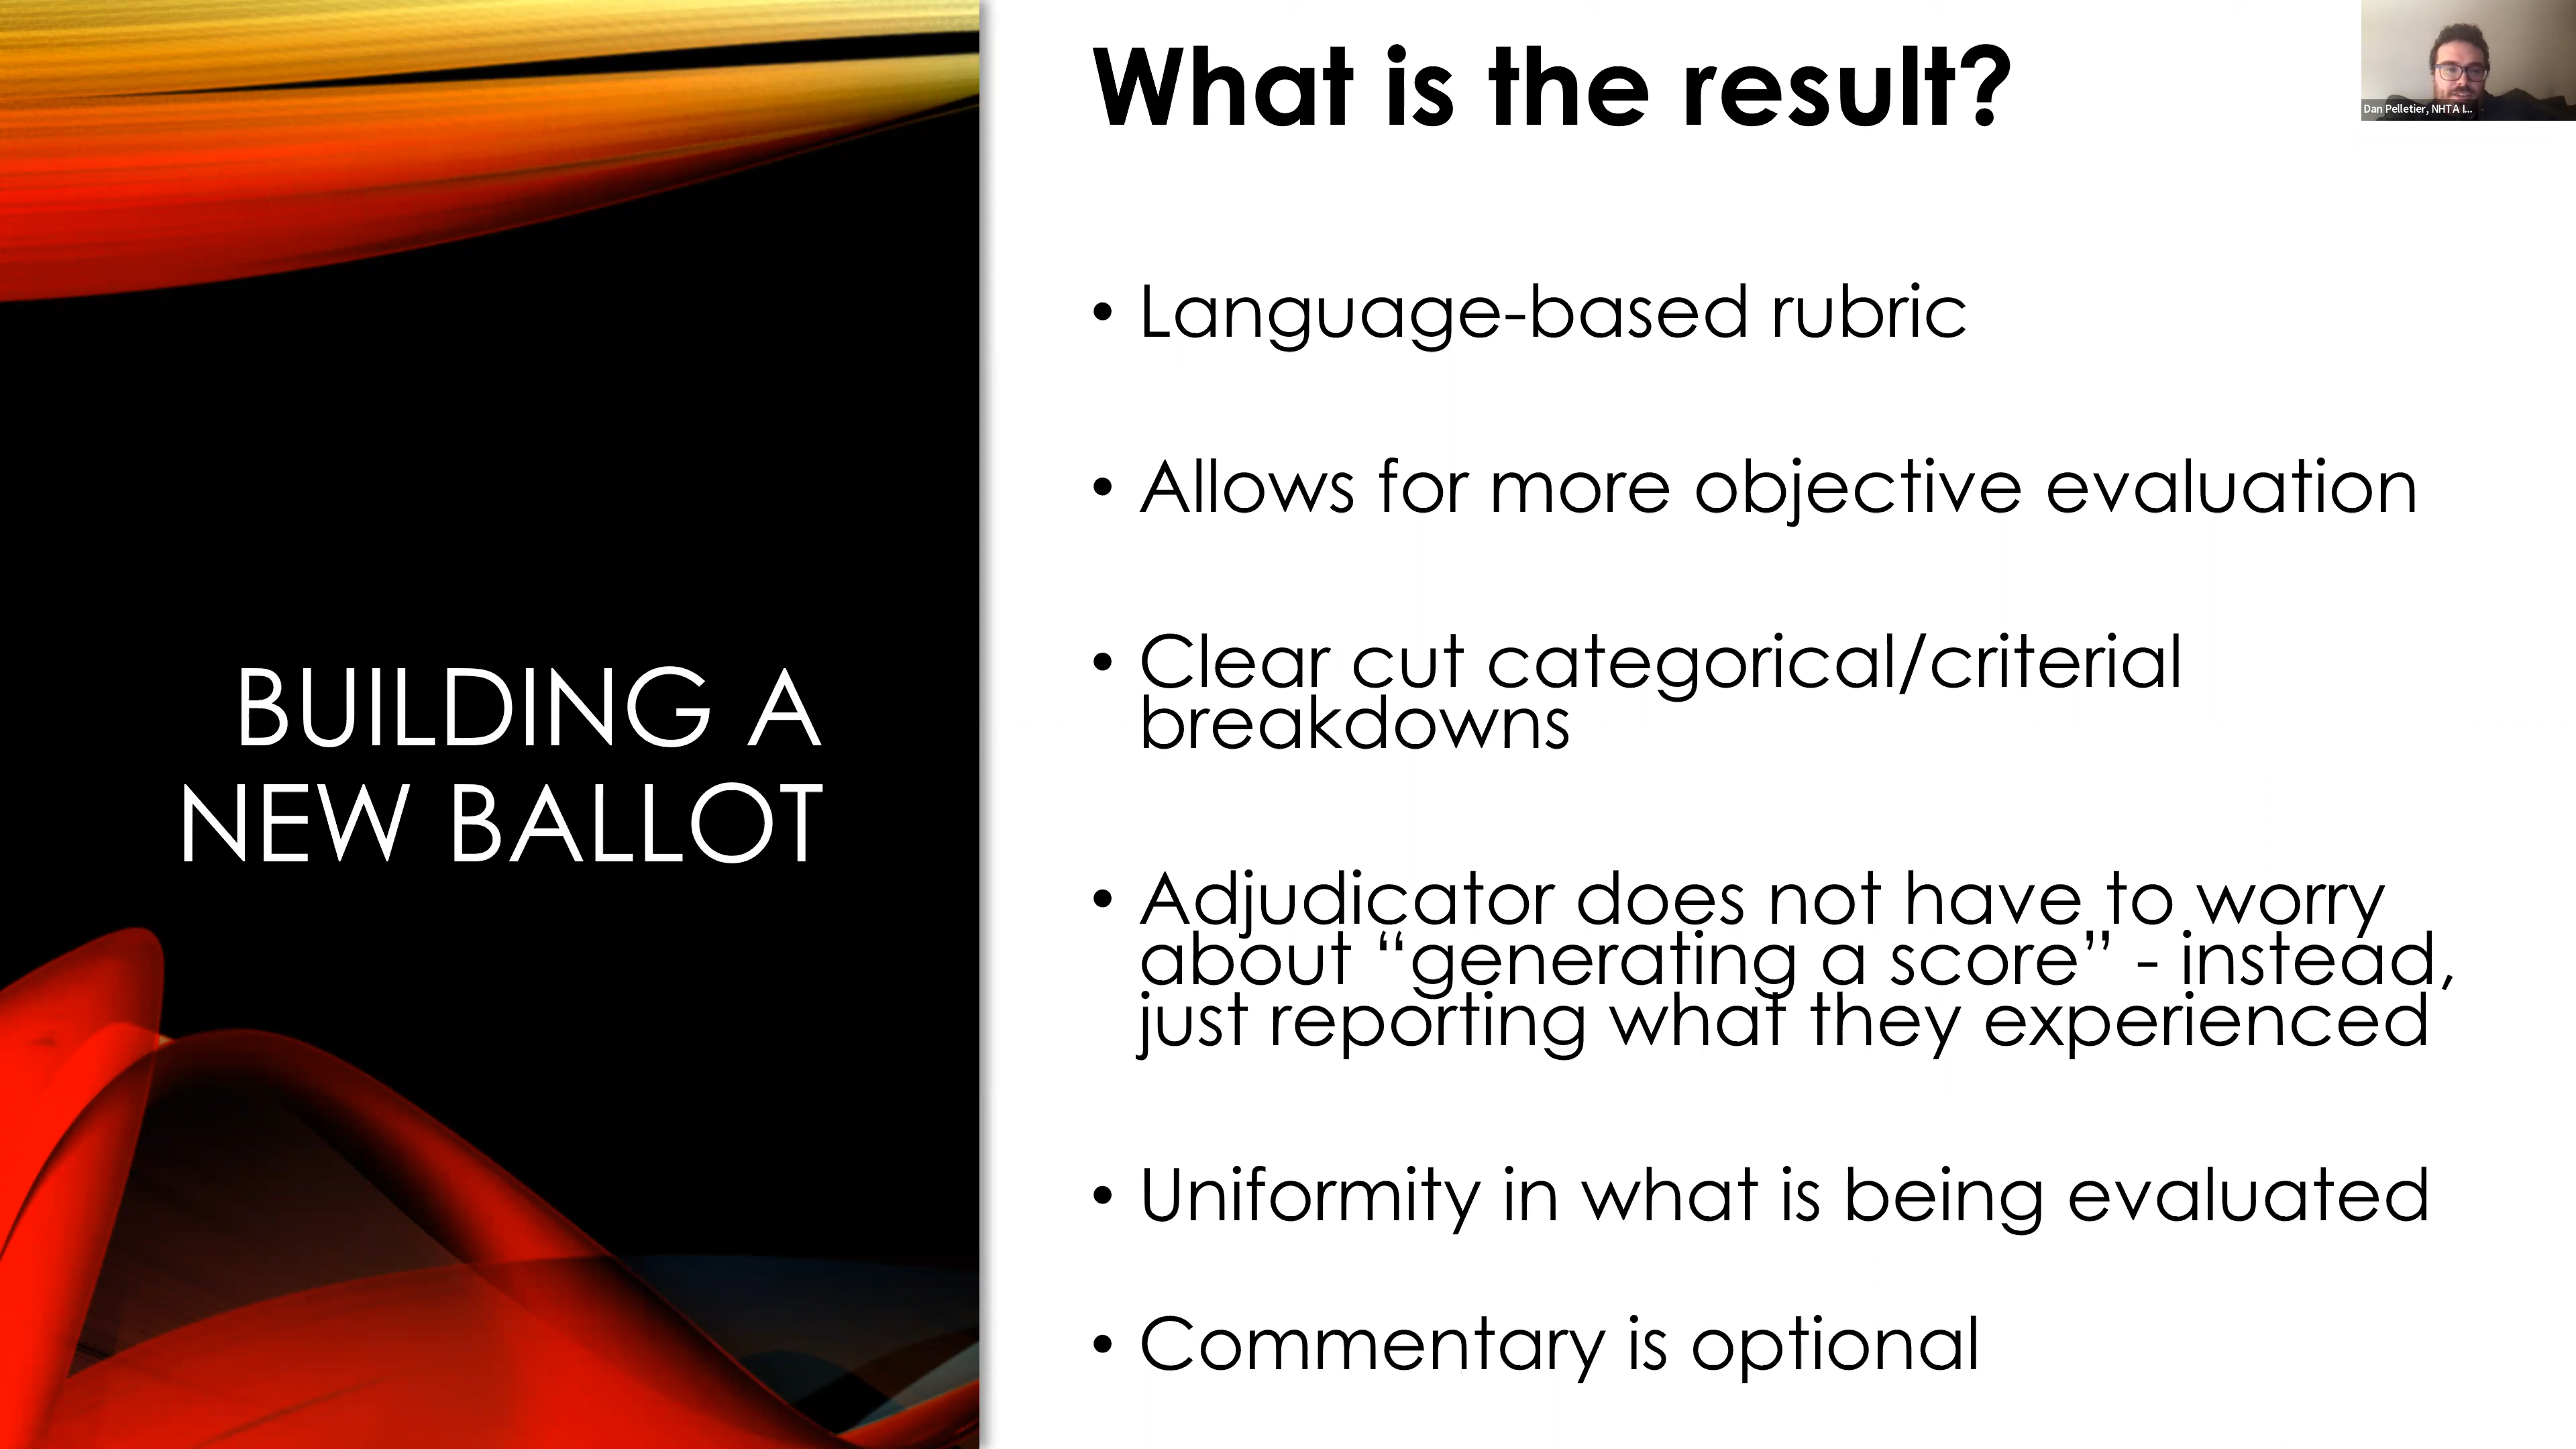 BUILDING A
NEW BALLOT
What is the result?
• Language-based rubric
• Allows for more objective evaluation
• Clear cut categorical/criterial
breakdowns
• Adjudicator does not have to worry
about “generating a score” - instead,
just reporting what they experienced
• Uniformity in what is being evaluated
• Commentary is optional
Dan Pelletier, NHTA I...